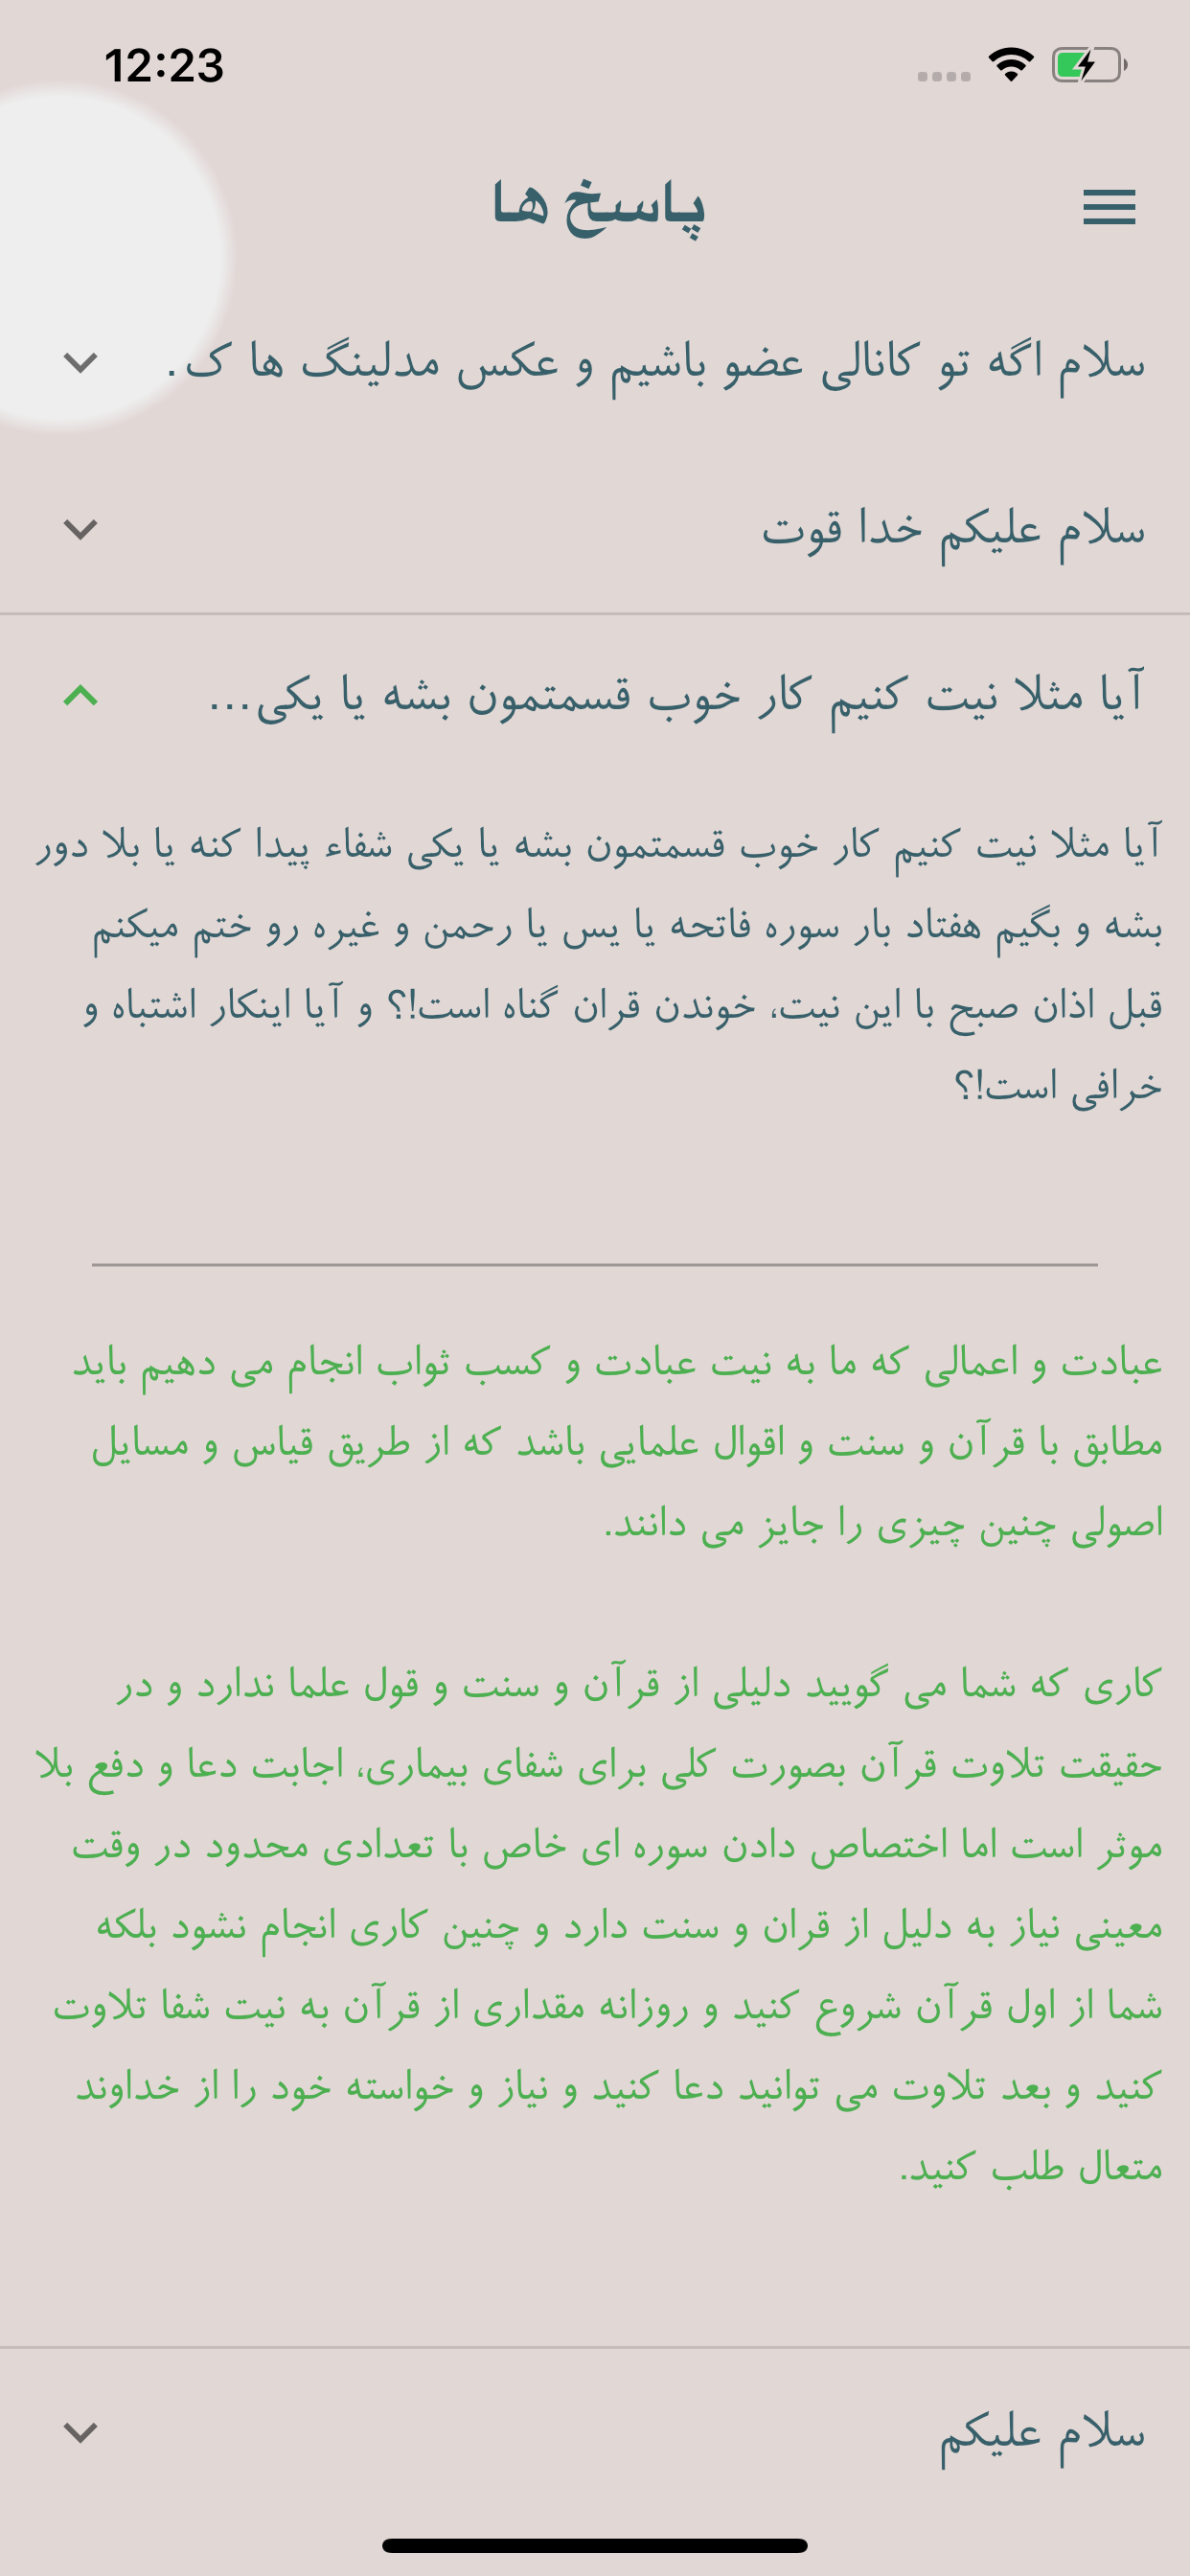 12:23
پاسخ ها
سلام اگه تو کانالی عضو باشیم و عکس مدلینگ ها ک.
سلام علیکم خدا قوت
آیا مثلا نیت کنیم کار خوب قسمتمون بشه یا یکی...
آیا مثلا نیت کنیم کار خوب قسمتمون بشه یا یکی شفاء پیدا کنه یا بلا دور
بشه و بگیم هفتاد بار سوره فاتحه یا یس یا رحمن و غیره رو ختم میکنم
قبل اذان صبح با این نیت، خوندن قران گناه است!؟ و آیا اینکار اشتباه و
خرافی است!؟
عبادت و اعمالی که ما به نیت عبادت و کسب ثواب انجام می دهیم باید
مطابق با قرآن و سنت و اقوال علمایی باشد که از طریق قیاس و مسایل
اصولی چنین چیزی را جایز می دانند.
کاری که شما می گویید دلیلی از قرآن و سنت و قول علما ندارد و در
حقیقت تلاوت قرآن بصورت کلی برای شفای بیماری، اجابت دعا و دفع بلا
موثر است اما اختصاص دادن سوره ای خاص با تعدادی محدود در وقت
معینی نیاز به دلیل از قران و سنت دارد و چنین کاری انجام نشود بلکه
شما از اول قرآن شروع کنید و روزانه مقداری از قرآن به نیت شفا تلاوت
کنید و بعد تلاوت می توانید دعا کنید و نیاز و خواسته خود را از خداوند
متعال طلب کنید.
سلام علیکم